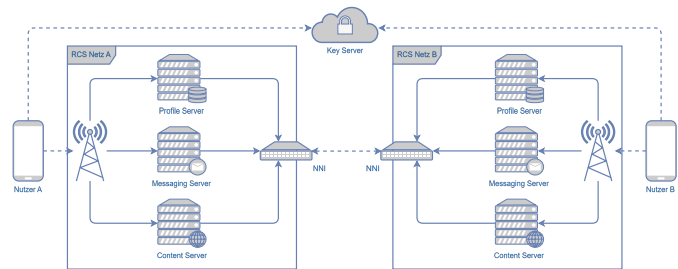 Key Server
RCS Netz A
RCS Netz B
Profile Server
Profile Server
Nutzer A
Messaging Server
NNI
NNI
Messaging Server
Nutzer B
Content Server
Content Server